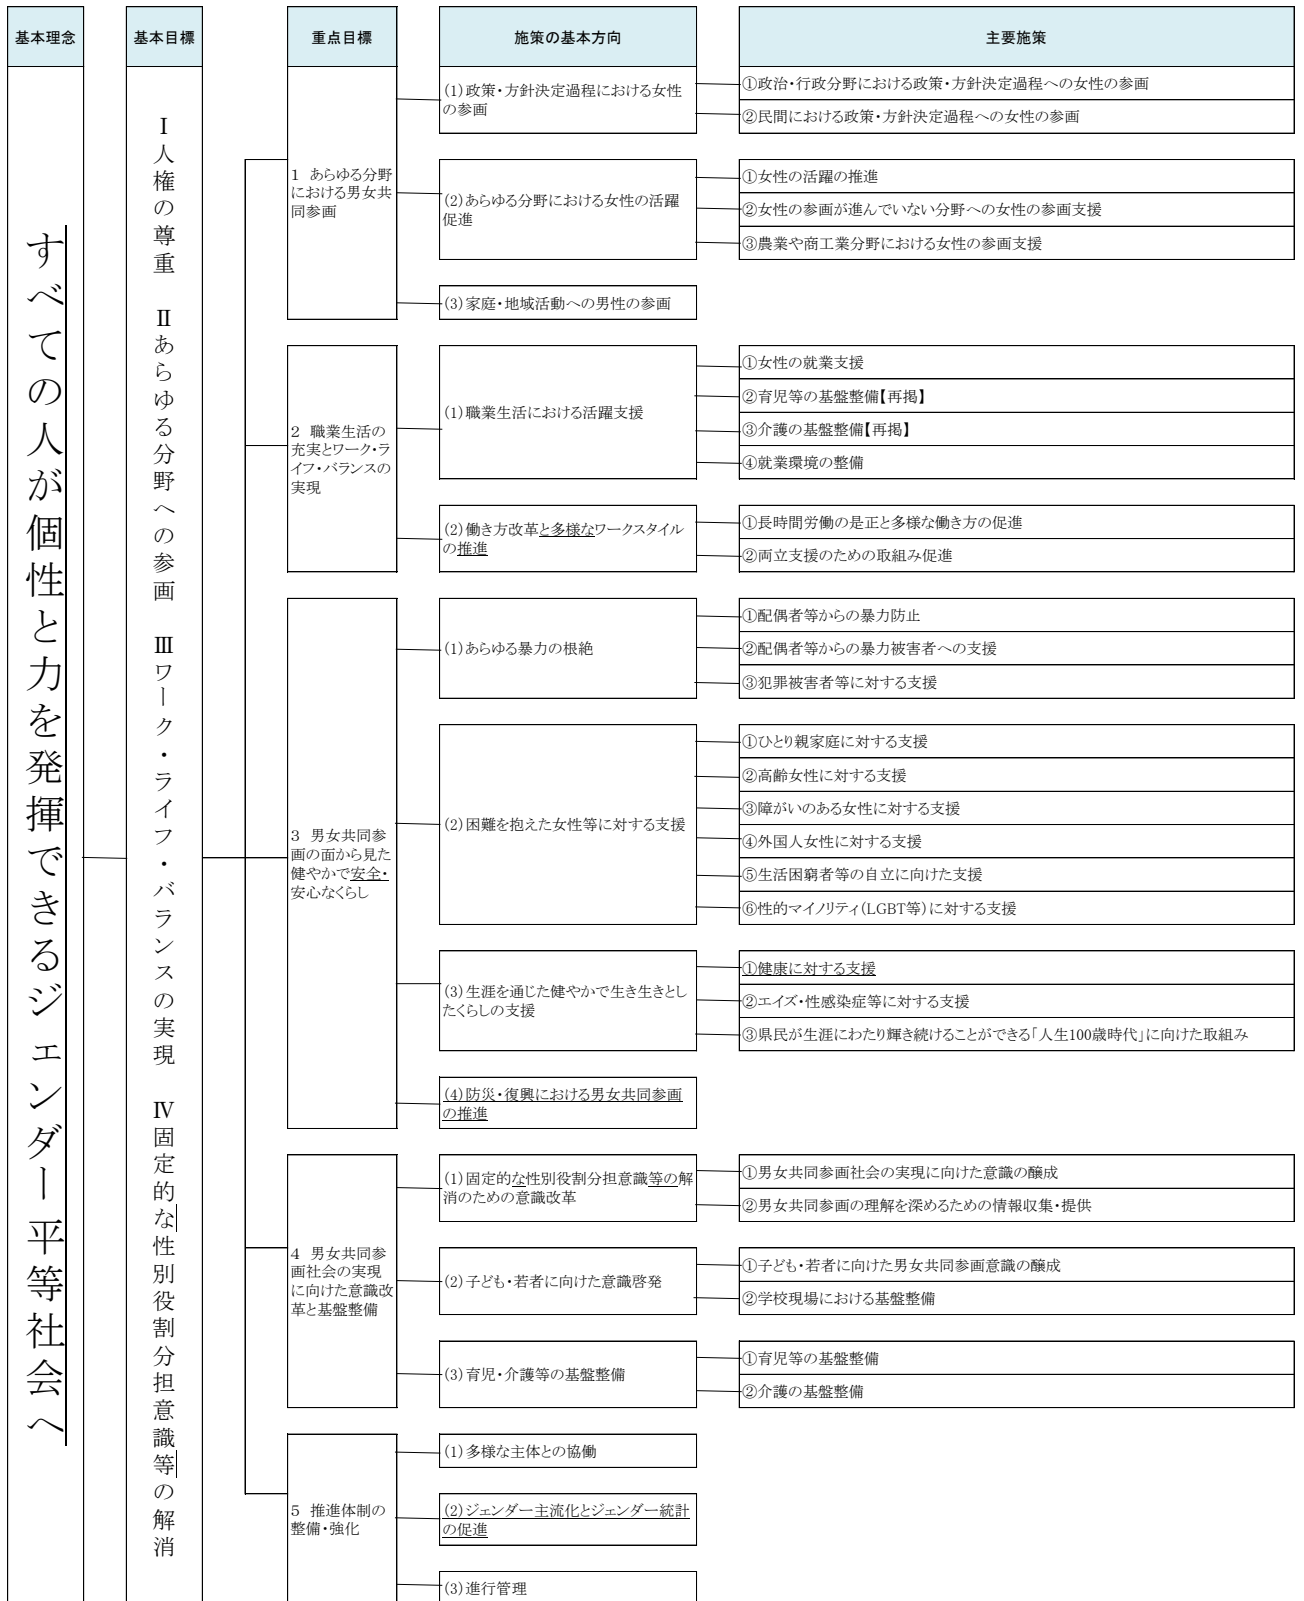 基本理念
基本目標
重点目標
施策の基本方向
主要施策
すべての人が個性と力を発揮できるジェンダー平等社会へ
Ⅰ人権の尊重　Ⅱあらゆる分野への参画　Ⅲワーク・ライフ・バランスの実現　Ⅳ固定的な性別役割分担意識等の解消
1 あらゆる分野
における男女共
同参画
(1)政策・方針決定過程における女性
の参画
①政治・行政分野における政策・方針決定過程への女性の参画
②民間における政策・方針決定過程への女性の参画
(2)あらゆる分野における女性の活躍
促進
①女性の活躍の推進
②女性の参画が進んでいない分野への女性の参画支援
③農業や商工業分野における女性の参画支援
(3)家庭・地域活動への男性の参画
2 職業生活の
充実とワーク・ラ
イフ・バランスの
実現
(1)職業生活における活躍支援
①女性の就業支援
②育児等の基盤整備【再掲】
③介護の基盤整備【再掲】
④就業環境の整備
(2)働き方改革と多様なワークスタイル
の推進
①長時間労働の是正と多様な働き方の促進
②両立支援のための取組み促進
3 男女共同参
画の面から見た
健やかで安全・
安心なくらし
(1)あらゆる暴力の根絶
①配偶者等からの暴力防止
②配偶者等からの暴力被害者への支援
③犯罪被害者等に対する支援
(2)困難を抱えた女性等に対する支援
①ひとり親家庭に対する支援
②高齢女性に対する支援
③障がいのある女性に対する支援
④外国人女性に対する支援
⑤生活困窮者等の自立に向けた支援
⑥性的マイノリティ(LGBT等)に対する支援
(3)生涯を通じた健やかで生き生きとし
たくらしの支援
①健康に対する支援
②エイズ・性感染症等に対する支援
③県民が生涯にわたり輝き続けることができる「人生100歳時代」に向けた取組み
(4)防災・復興における男女共同参画
の推進
4 男女共同参
画社会の実現
に向けた意識改
革と基盤整備
(1)固定的な性別役割分担意識等の解
消のための意識改革
①男女共同参画社会の実現に向けた意識の醸成
②男女共同参画の理解を深めるための情報収集・提供
(2)子ども・若者に向けた意識啓発
①子ども・若者に向けた男女共同参画意識の醸成
②学校現場における基盤整備
(3)育児・介護等の基盤整備
①育児等の基盤整備
②介護の基盤整備
5 推進体制の
整備・強化
(1)多様な主体との協働
(2)ジェンダー主流化とジェンダー統計
の促進
(3)進行管理